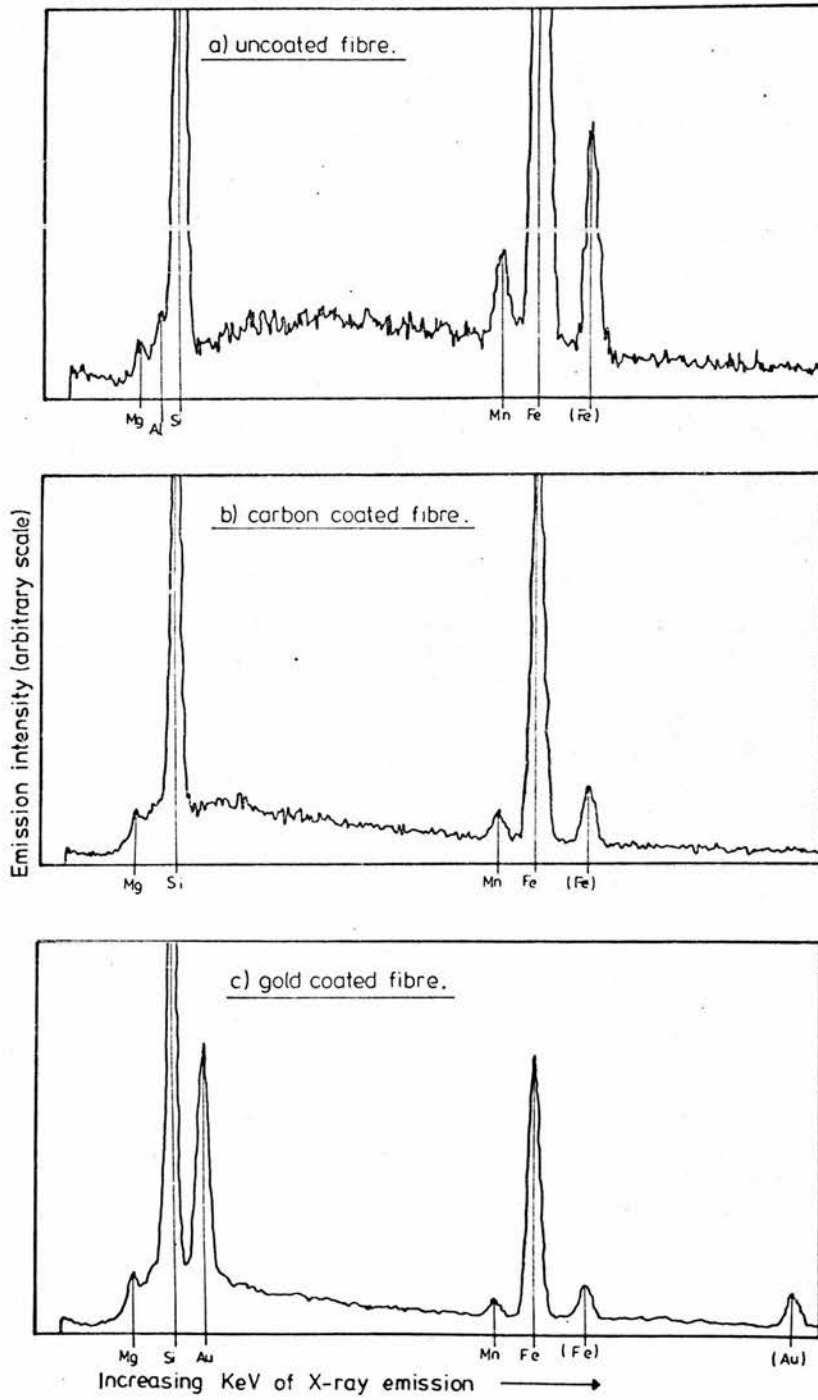 a) uncoated fibre.
Mg Al Si Mn Fe (Fe)
Emission intensity (arbitrary scale)
b) carbon coated fibre.
Mg Si Mn Fe (Fe)
c) gold coated fibre.
Mg Si Au Mn Fe (Fe) (Au)
Increasing KeV of X-ray emission